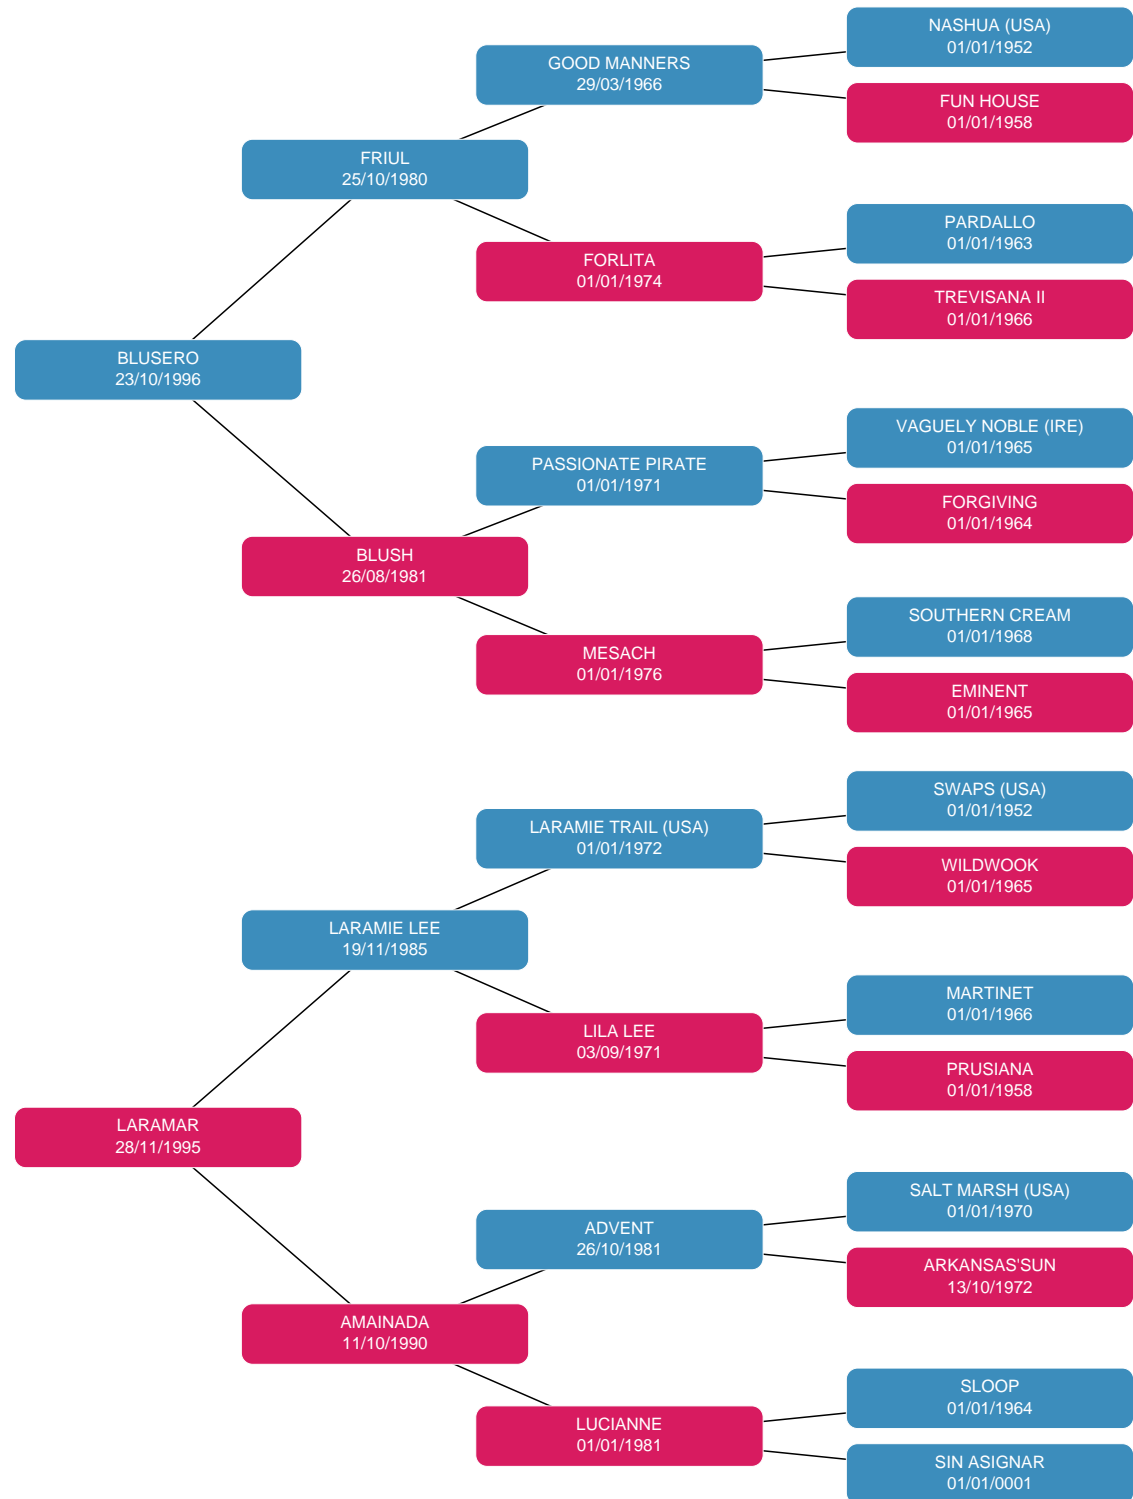 NASHUA (USA)
01/01/1952
GOOD MANNERS
29/03/1966
FUN HOUSE
01/01/1958
FRIUL
25/10/1980
PARDALLO
01/01/1963
FORLITA
01/01/1974
TREVISANA II
01/01/1966
BLUSERO
23/10/1996
VAGUELY NOBLE (IRE)
01/01/1965
PASSIONATE PIRATE
01/01/1971
FORGIVING
01/01/1964
BLUSH
26/08/1981
SOUTHERN CREAM
01/01/1968
MESACH
01/01/1976
EMINENT
01/01/1965
SWAPS (USA)
01/01/1952
LARAMIE TRAIL (USA)
01/01/1972
WILDWOOK
01/01/1965
LARAMIE LEE
19/11/1985
MARTINET
01/01/1966
LILA LEE
03/09/1971
PRUSIANA
01/01/1958
LARAMAR
28/11/1995
SALT MARSH (USA)
01/01/1970
ADVENT
26/10/1981
ARKANSAS'SUN
13/10/1972
AMAINADA
11/10/1990
SLOOP
01/01/1964
LUCIANNE
01/01/1981
SIN ASIGNAR
01/01/0001